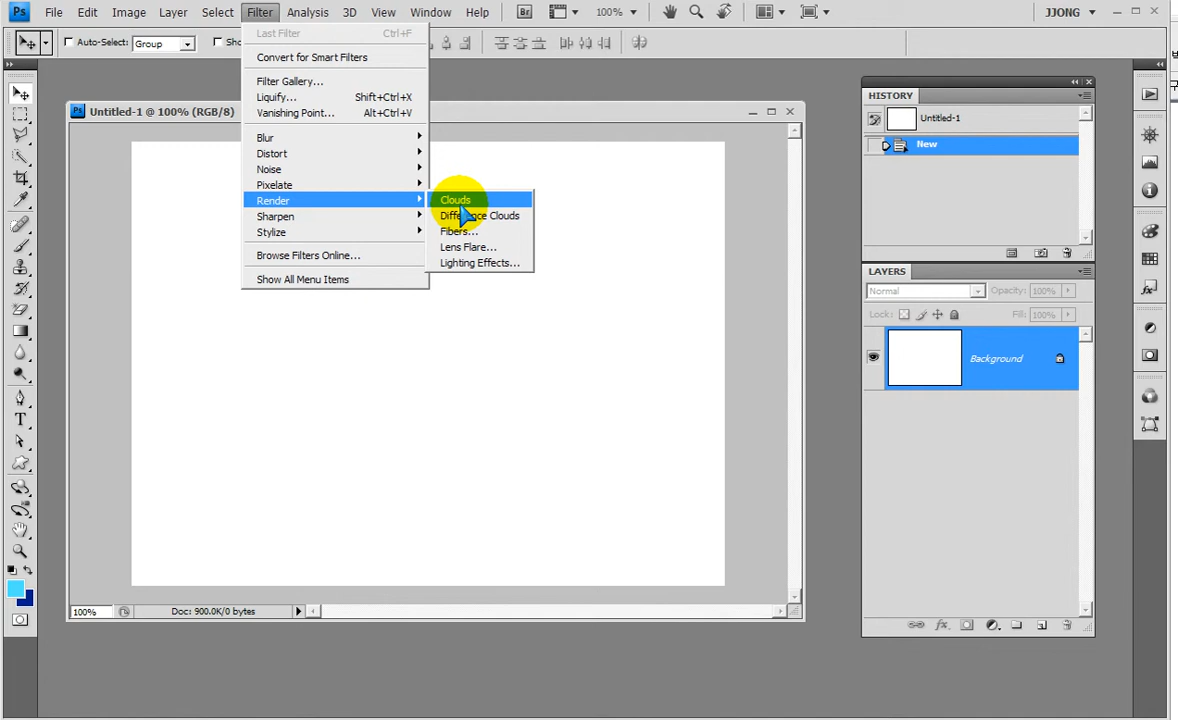 Ps File Edit Image Layer Select Filter Analysis 3D View Window Help Br 100% JJONG
Auto-Select: Group
Untitled-1 @ 100% (RGB/8)
Last Filter Ctrl+F
Convert for Smart Filters
Filter Gallery...
Liquify... Shift+Ctrl+X
Vanishing Point... Alt+Ctrl+V
Blur
Distort
Noise
Pixelate
Render
Sharpen
Stylize
Browse Filters Online...
Show All Menu Items
Clouds
Difference Clouds
Fibers...
Lens Flare...
Lighting Effects...
HISTORY
Untitled-1
New
LAYERS
Normal Opacity: 100%
Lock: Fill: 100%
Background
100% Doc: 900.0K/0 bytes